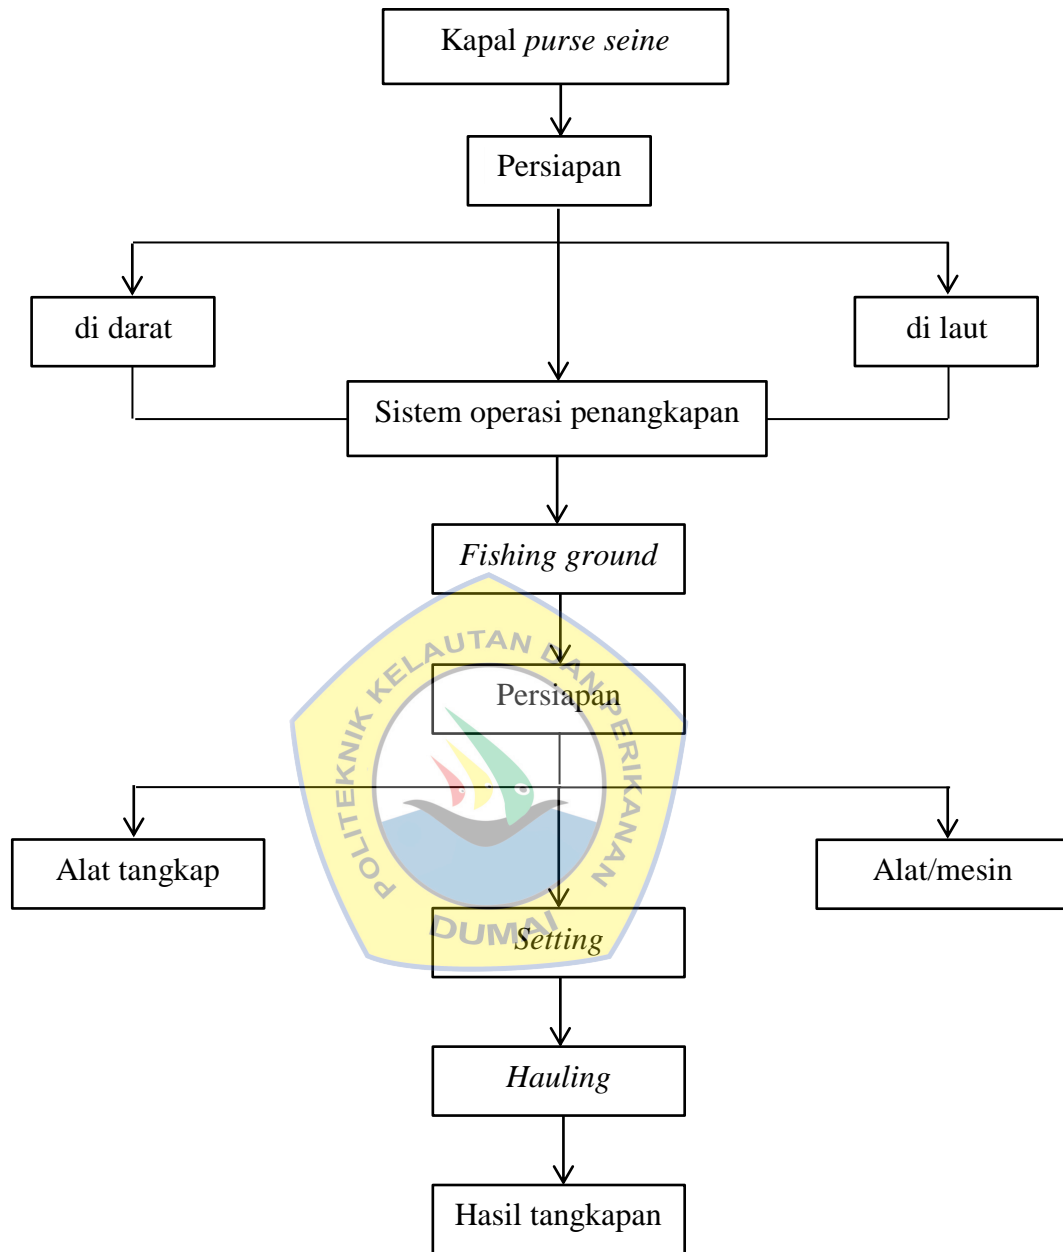 Kapal purse seine
Persiapan
di darat
di laut
Sistem operasi penangkapan
Fishing ground
POLITEKNIK KELAUTAN DAN PERIKANAN
Persiapan
Alat tangkap
Alat/mesin
DUMAI
Setting
Hauling
Hasil tangkapan